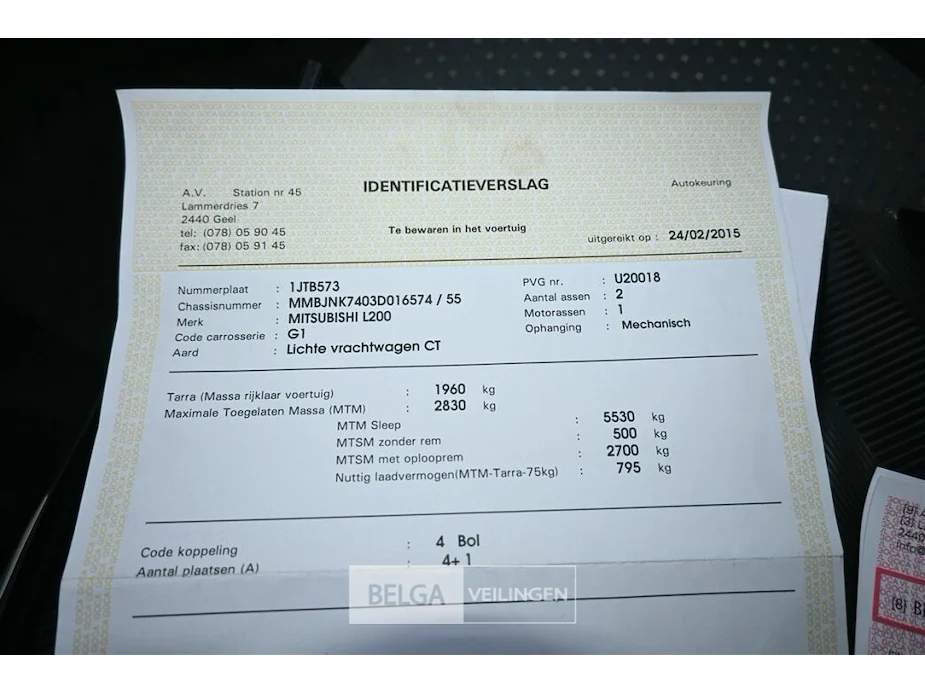 IDENTIFICATIEVERSLAG
Autokeuring
A.V. Station nr 45
Lammerdries 7
2440 Geel
tel: (078) 05 90 45
fax: (078) 05 91 45
Te bewaren in het voertuig
uitgereikt op : 24/02/2015
Nummerplaat : 1JTB573
Chassisnummer : MMBJNK7403D016574 / 55
Merk : MITSUBISHI L200
Code carrosserie : G1
Aard : Lichte vrachtwagen CT
PVG nr. : U20018
Aantal assen : 2
Motorassen : 1
Ophanging : Mechanisch
Tarra (Massa rijklaar voertuig) : 1960 kg
Maximale Toegelaten Massa (MTM) : 2830 kg
MTM Sleep : 5530 kg
MTSM zonder rem : 500 kg
MTSM met oplooprem : 2700 kg
Nuttig laadvermogen(MTM-Tarra-75kg) : 795 kg
Code koppeling : 4 Bol
Aantal plaatsen (A) : 4+1
BELGA VEILINGEN
2440
(8)